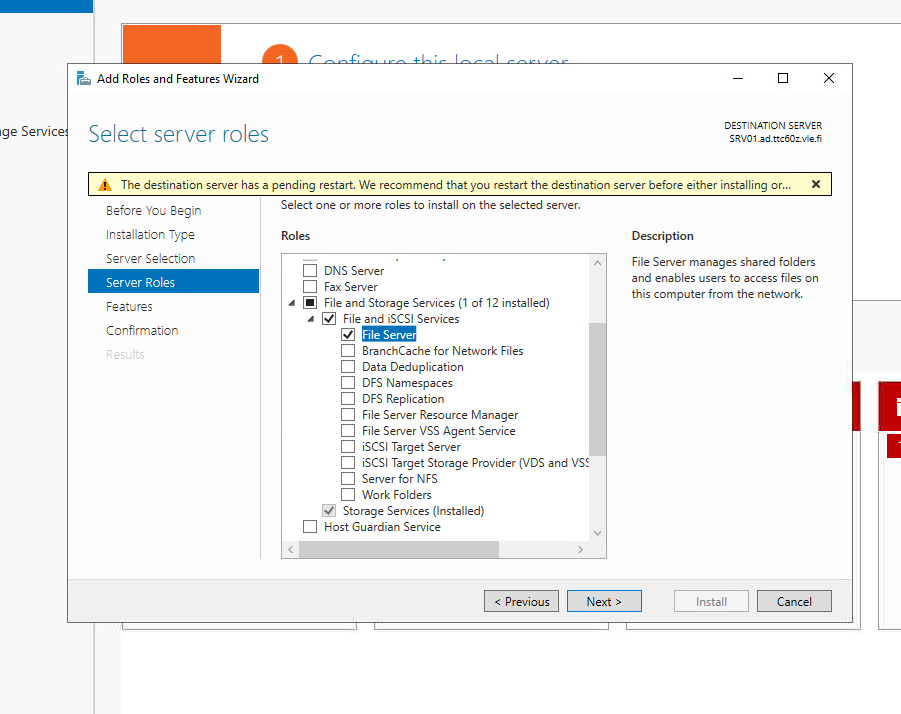 1 Configure this local server
Add Roles and Features Wizard
age Services
Select server roles
DESTINATION SERVER
SRV01.ad.ttc60z.vle.fi
The destination server has a pending restart. We recommend that you restart the destination server before either installing or...
Before You Begin
Installation Type
Server Selection
Server Roles
Features
Confirmation
Results
Select one or more roles to install on the selected server.
Roles
DNS Server
Fax Server
File and Storage Services (1 of 12 installed)
File and iSCSI Services
File Server
BranchCache for Network Files
Data Deduplication
DFS Namespaces
DFS Replication
File Server Resource Manager
File Server VSS Agent Service
iSCSI Target Server
iSCSI Target Storage Provider (VDS and VSS
Server for NFS
Work Folders
Storage Services (Installed)
Host Guardian Service
Description
File Server manages shared folders
and enables users to access files on
this computer from the network.
< Previous
Next >
Install
Cancel